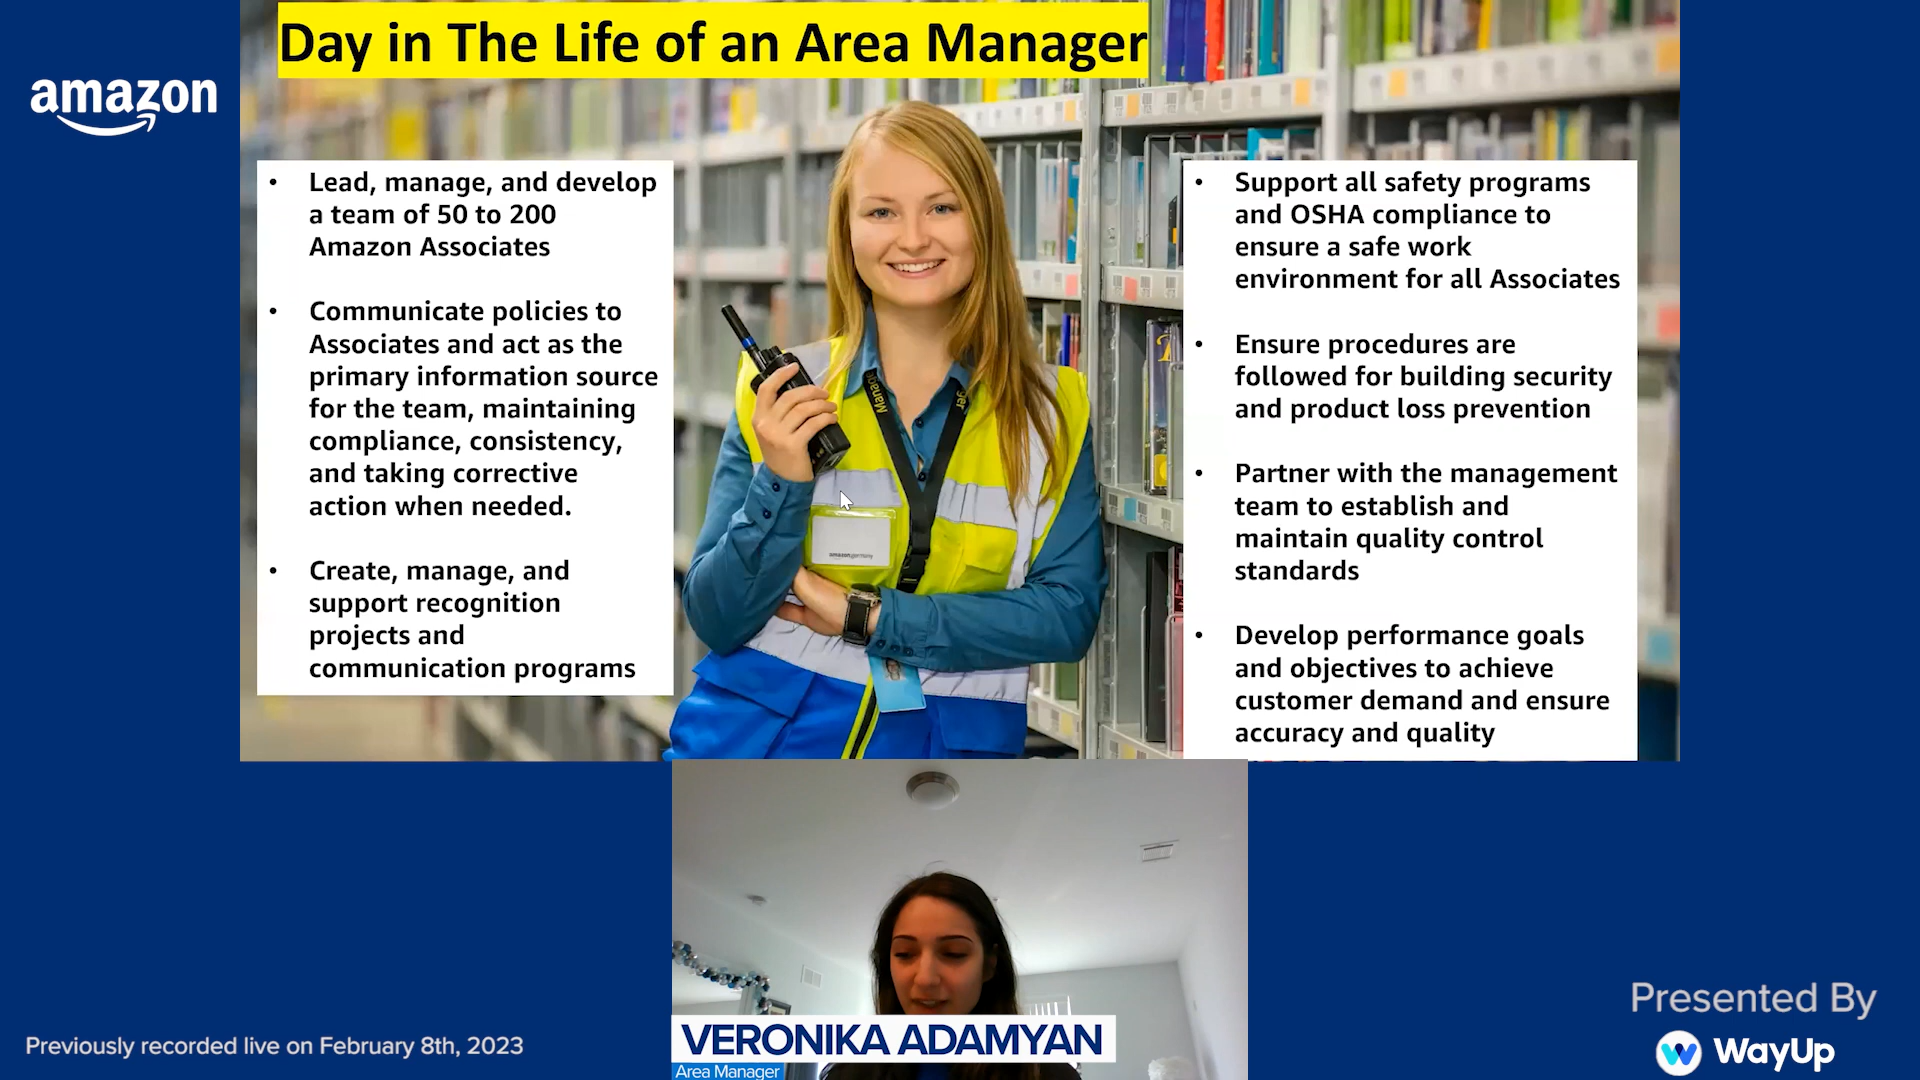 Day in The Life of an Area Manager
amazon
• Lead, manage, and develop
a team of 50 to 200
Amazon Associates
• Communicate policies to
Associates and act as the
primary information source
for the team, maintaining
compliance, consistency,
and taking corrective
action when needed.
• Create, manage, and
support recognition
projects and
communication programs
Manag
ger
amazongermany
• Support all safety programs
and OSHA compliance to
ensure a safe work
environment for all Associates
• Ensure procedures are
followed for building security
and product loss prevention
• Partner with the management
team to establish and
maintain quality control
standards
• Develop performance goals
and objectives to achieve
customer demand and ensure
accuracy and quality
VERONIKA ADAMYAN
Area Manager
Previously recorded live on February 8th, 2023
Presented By
WayUp